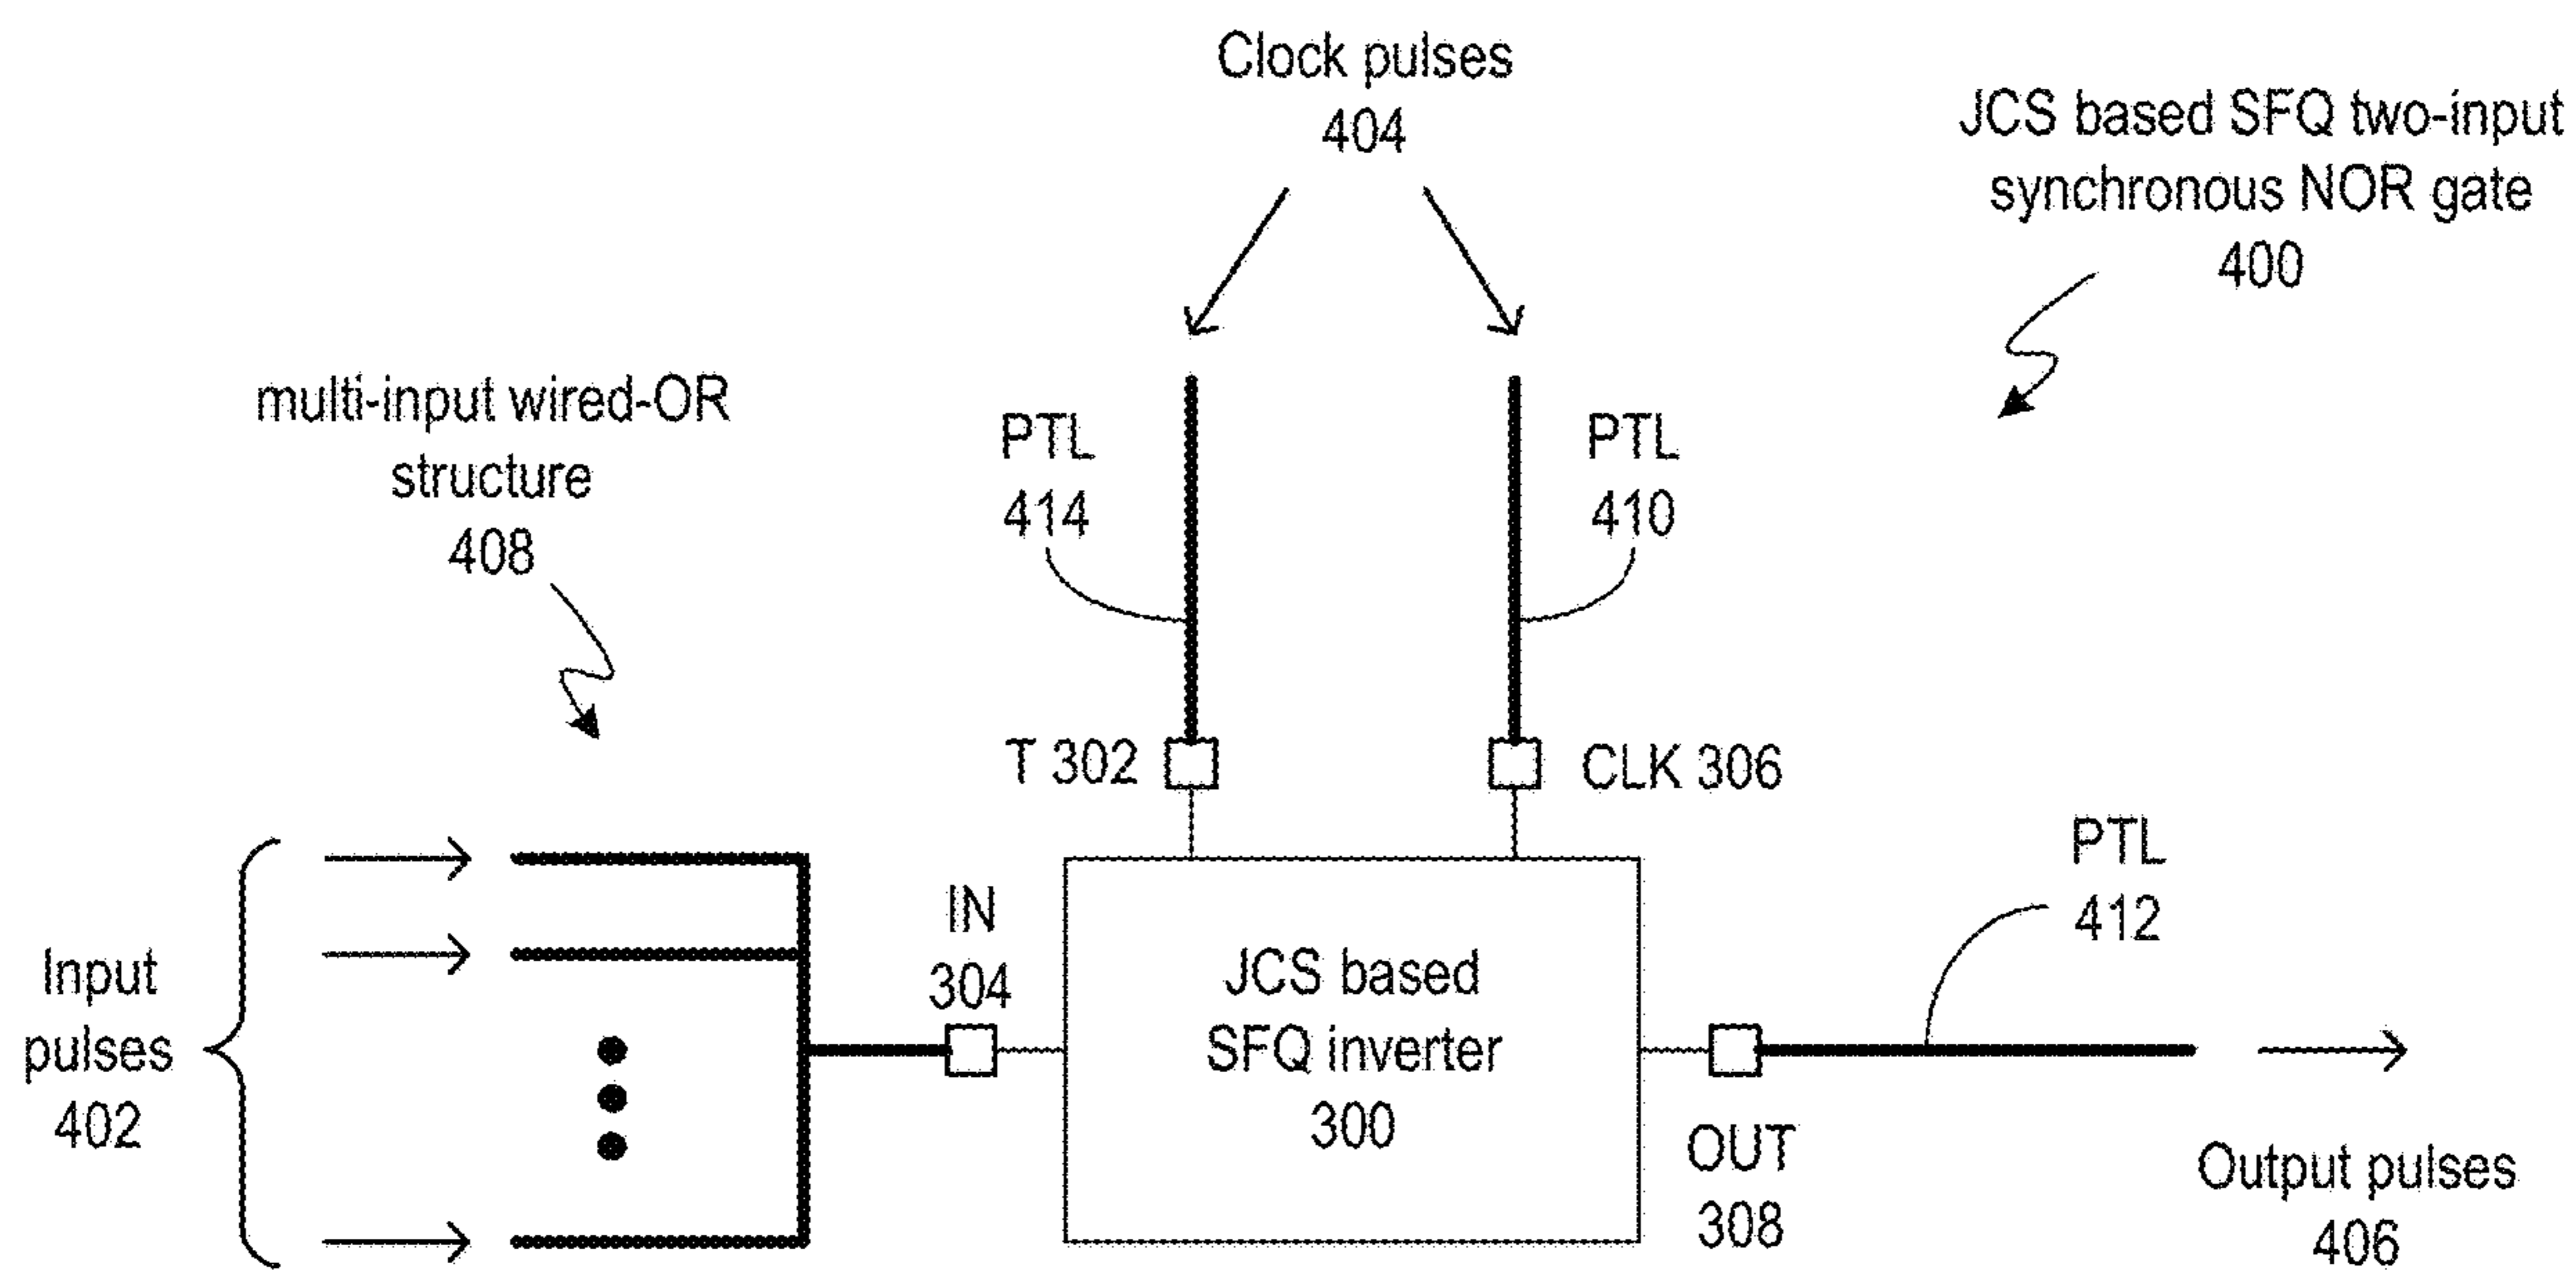 Clock pulses
404
JCS based SFQ two-input
synchronous NOR gate
400
multi-input wired-OR
structure
408
PTL
414
PTL
410
T 302
CLK 306
PTL
412
IN
304
Input
pulses
402
JCS based
SFQ inverter
300
OUT
308
Output pulses
406